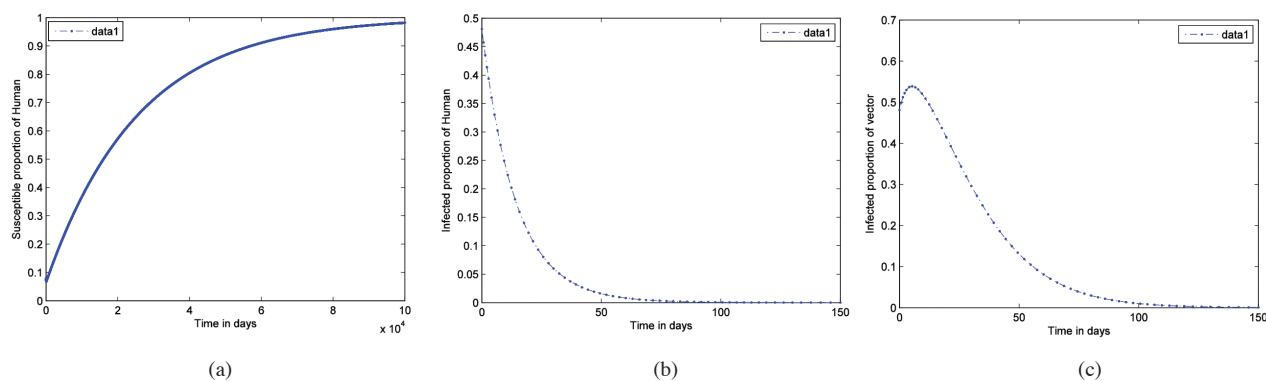 data1
Susceptible proportion of Human
1
0.9
0.8
0.7
0.6
0.5
0.4
0.3
0.2
0.1
0
0 2 4 6 8 10
Time in days
x 10^4
(a)
data1
Infected proportion of Human
0.5
0.45
0.4
0.35
0.3
0.25
0.2
0.15
0.1
0.05
0
0 50 100 150
Time in days
(b)
data1
Infected proportion of vector
0.7
0.6
0.5
0.4
0.3
0.2
0.1
0
0 50 100 150
Time in days
(c)